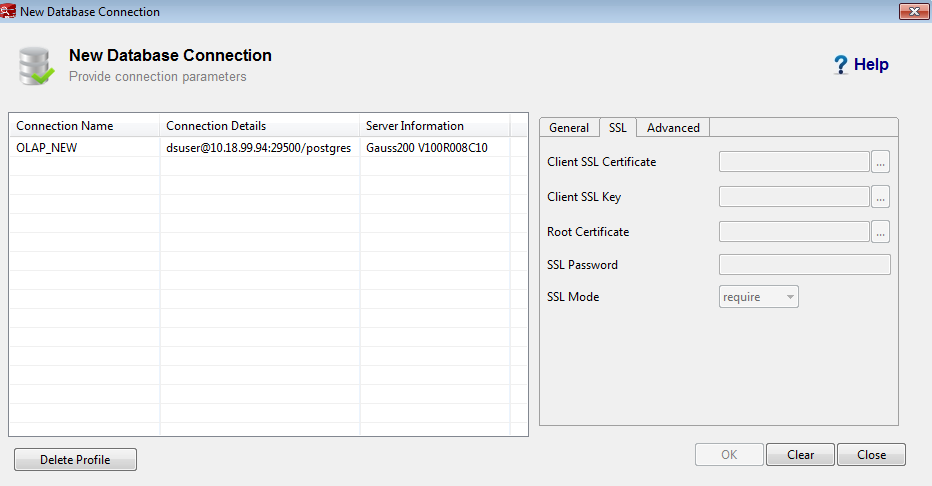 New Database Connection
New Database Connection
Provide connection parameters
? Help
Connection Name Connection Details Server Information
OLAP_NEW dsuser@10.18.99.94:29500/postgres Gauss200 V100R008C10
General SSL Advanced
Client SSL Certificate ...
Client SSL Key ...
Root Certificate ...
SSL Password
SSL Mode require
Delete Profile
OK Clear Close